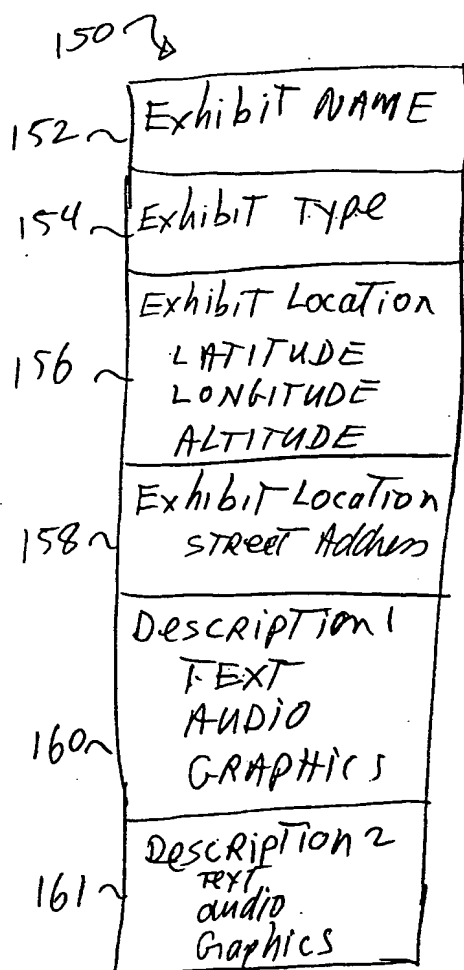 150
152 Exhibit NAME
154 Exhibit Type
Exhibit Location
LATITUDE
156 LONGITUDE
ALTITUDE
Exhibit Location
158 STREET Address
Description 1
TEXT
AUDIO
160 GRAPHICS
Description 2
TEXT
161 audio
Graphics